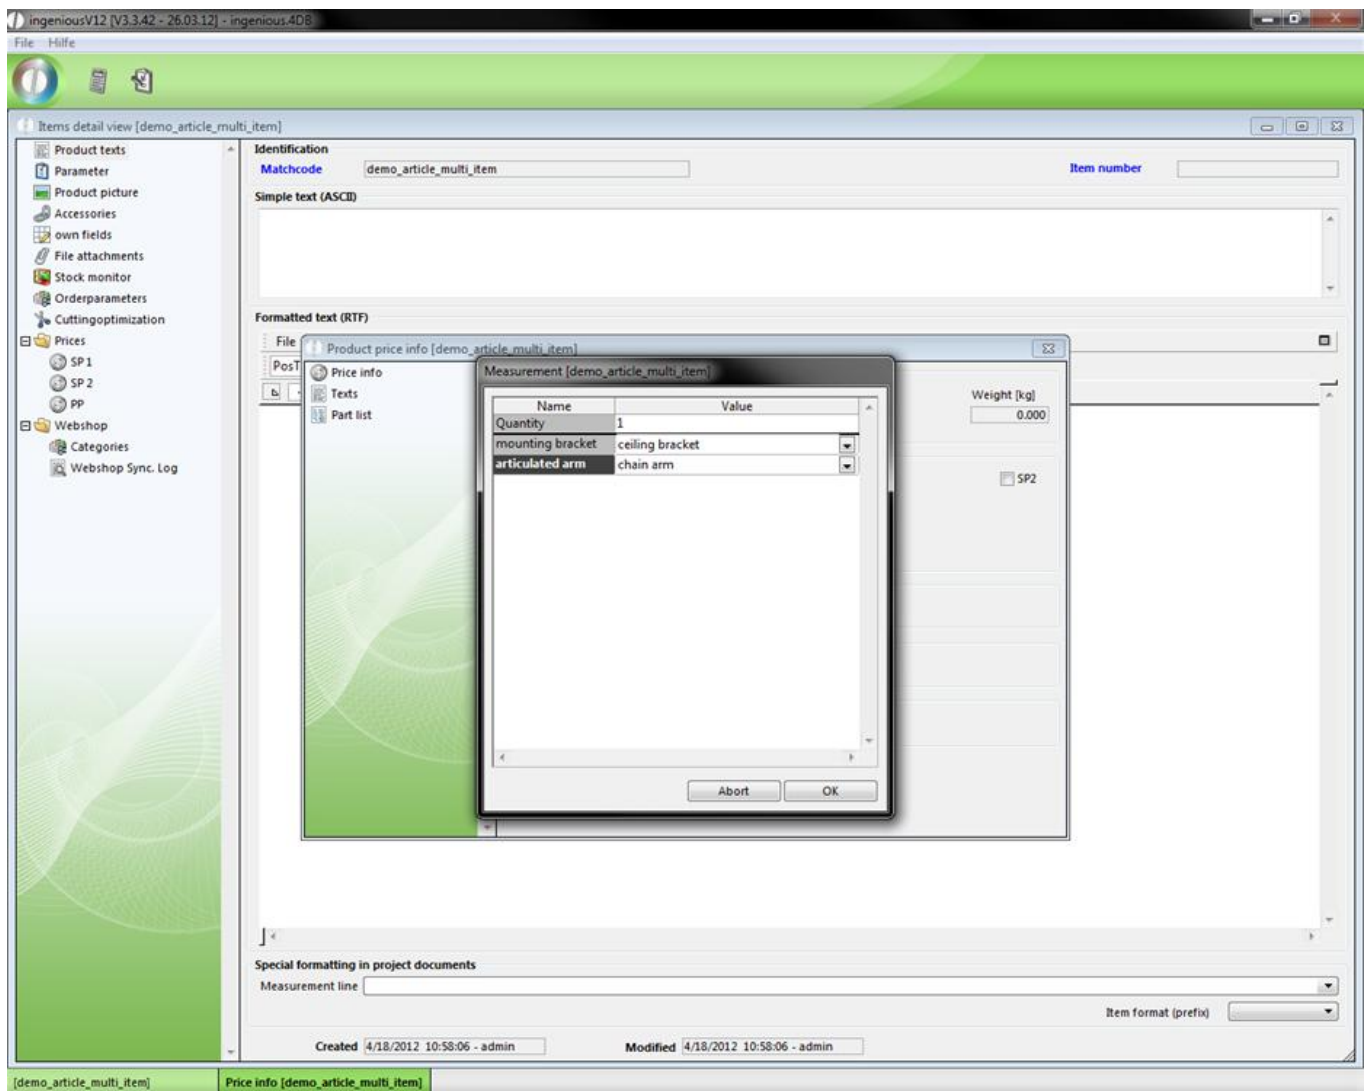 ingeniousV12 [V3.3.42 - 26.03.12] - ingenious.4DB
File Hilfe
Items detail view [demo_article_multi_item]
Product texts
Parameter
Product picture
Accessories
own fields
File attachments
Stock monitor
Orderparameters
Cuttingoptimization
Prices
SP 1
SP 2
PP
Webshop
Categories
Webshop Sync. Log
Identification
Matchcode demo_article_multi_item Item number
Simple text (ASCII)
Formatted text (RTF)
File
PosT
Product price info [demo_article_multi_item]
Price info
Texts
Part list
Weight [kg]
0.000
SP2
Measurement [demo_article_multi_item]
Name Value
Quantity 1
mounting bracket ceiling bracket
articulated arm chain arm
Abort OK
Special formatting in project documents
Measurement line
Item format (prefix)
Created 4/18/2012 10:58:06 - admin Modified 4/18/2012 10:58:06 - admin
[demo_article_multi_item] Price info [demo_article_multi_item]